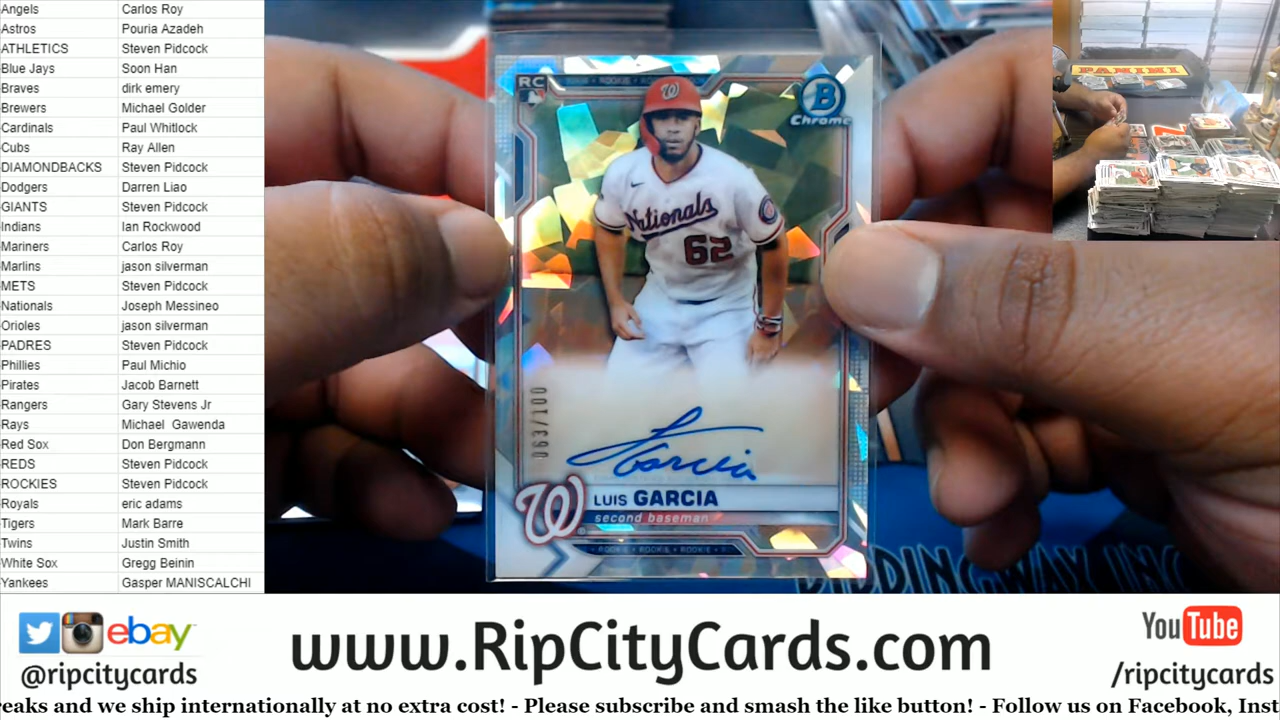 Angels Carlos Roy
Astros Pouria Azadeh
ATHLETICS Steven Pidcock
Blue Jays Soon Han
Braves dirk emery
Brewers Michael Golder
Cardinals Paul Whitlock
Cubs Ray Allen
DIAMONDBACKS Steven Pidcock
Dodgers Darren Liao
GIANTS Steven Pidcock
Indians Ian Rockwood
Mariners Carlos Roy
Marlins jason silverman
METS Steven Pidcock
Nationals Joseph Messineo
Orioles jason silverman
PADRES Steven Pidcock
Phillies Paul Michio
Pirates Jacob Barnett
Rangers Gary Stevens Jr
Rays Michael Gawenda
Red Sox Don Bergmann
REDS Steven Pidcock
ROCKIES Steven Pidcock
Royals eric adams
Tigers Mark Barre
Twins Justin Smith
White Sox Gregg Beinin
Yankees Gasper MANISCALCHI
RC
B
Chrome
W
Nationals
62
063/100
Garcia
W
LUIS GARCIA
second baseman
ROOKIE • ROOKIE • ROOKIE
PANINI
ebay
@ripcitycards
www.RipCityCards.com
YouTube
/ripcitycards
reaks and we ship internationally at no extra cost! - Please subscribe and smash the like button! - Follow us on Facebook, Inst